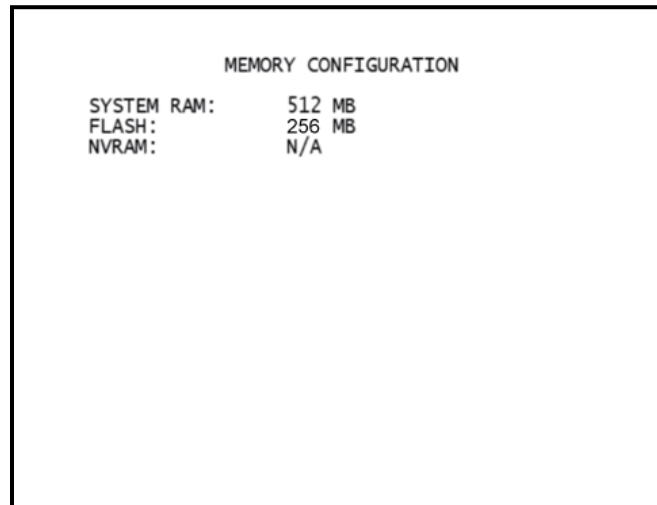 MEMORY CONFIGURATION
SYSTEM RAM: 512 MB
FLASH: 256 MB
NVRAM: N/A